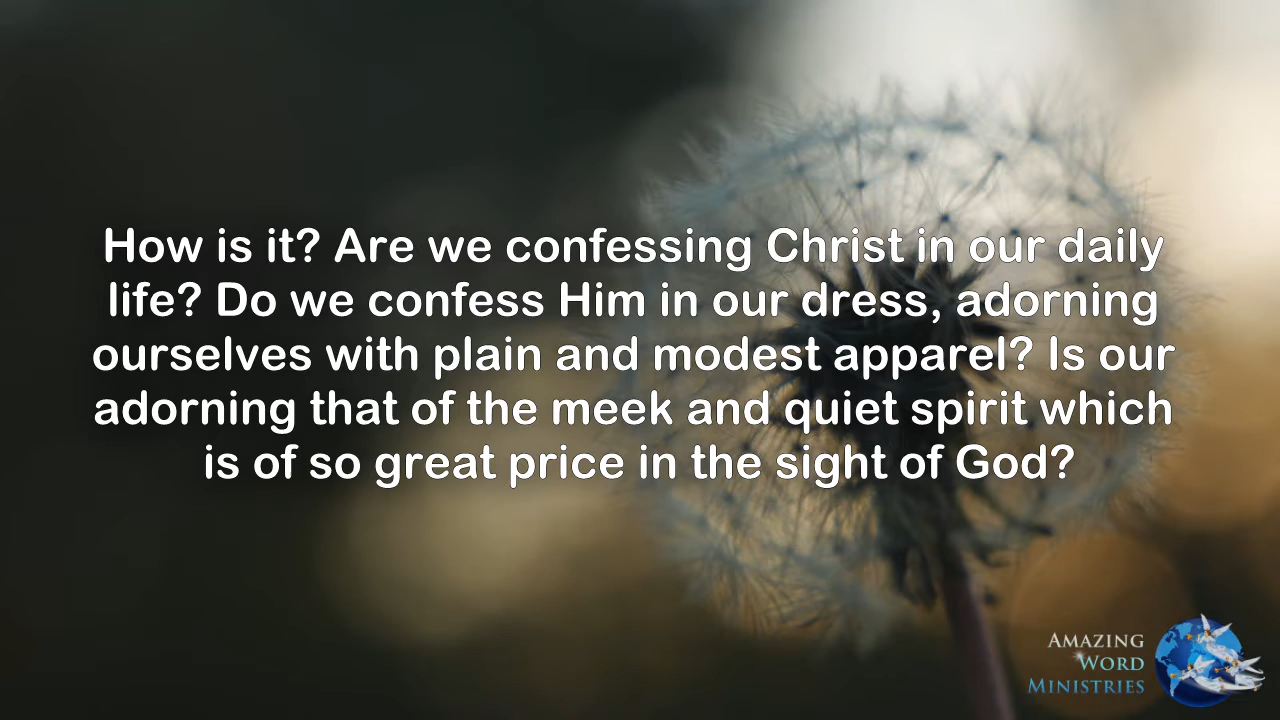 How is it? Are we confessing Christ in our daily
life? Do we confess Him in our dress, adorning
ourselves with plain and modest apparel? Is our
adorning that of the meek and quiet spirit which
is of so great price in the sight of God?
AMAZING
WORD
MINISTRIES